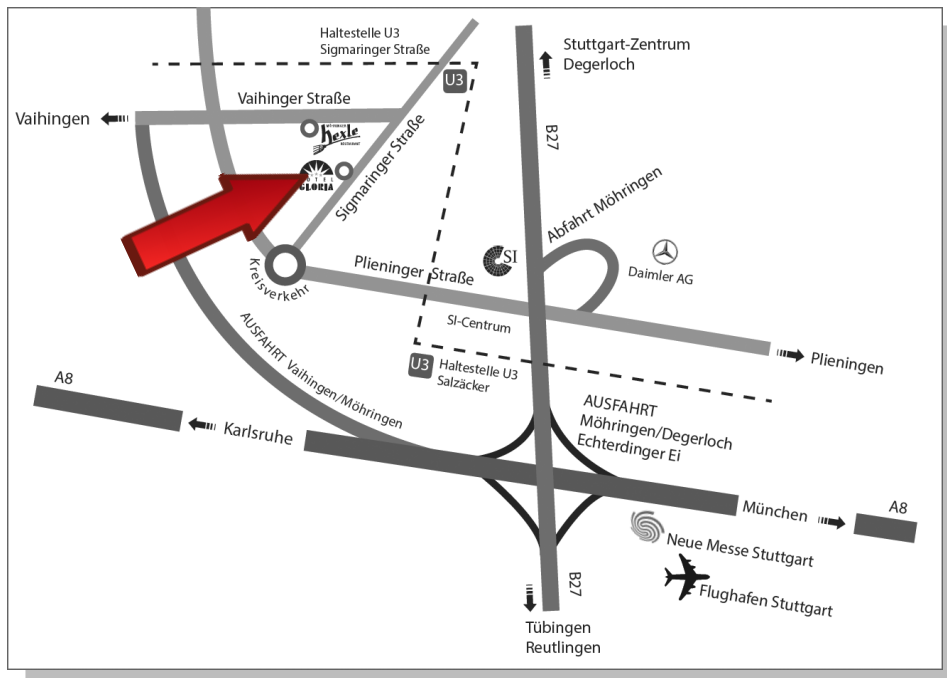 Haltestelle U3
Sigmaringer Straße
Stuttgart-Zentrum
Degerloch
U3
Vaihinger Straße
Vaihingen
Hexle
RESTAURANT
B27
Sigmaringer Straße
GLORIA
Abfahrt Möhringen
SI
Daimler AG
Kreisverkehr
Plieninger Straße
SI-Centrum
Plieningen
U3
Haltestelle U3
Salzäcker
AUSFAHRT Vaihingen/Möhringen
A8
Karlsruhe
AUSFAHRT
Möhringen/Degerloch
Echterdinger Ei
München
A8
Neue Messe Stuttgart
Flughafen Stuttgart
B27
Tübingen
Reutlingen